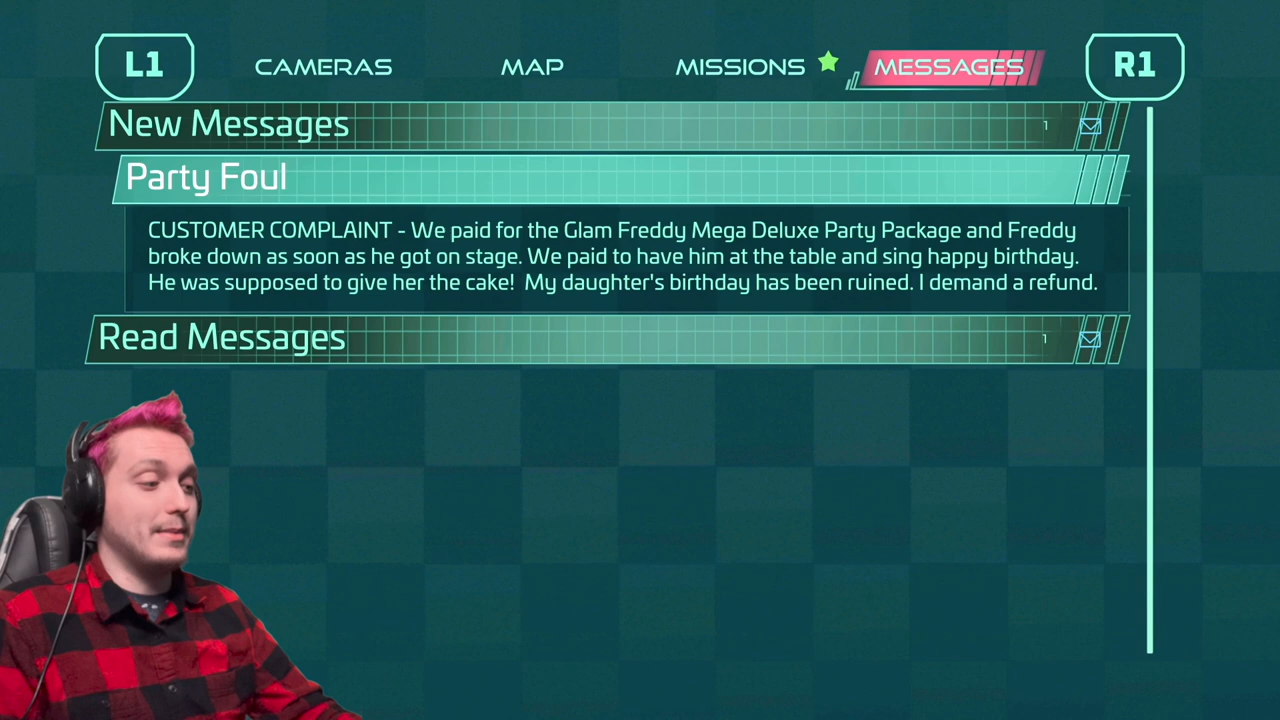 L1 CAMERAS MAP MISSIONS MESSAGES R1
New Messages 1
Party Foul
CUSTOMER COMPLAINT - We paid for the Glam Freddy Mega Deluxe Party Package and Freddy
broke down as soon as he got on stage. We paid to have him at the table and sing happy birthday.
He was supposed to give her the cake! My daughter's birthday has been ruined. I demand a refund.
Read Messages 1